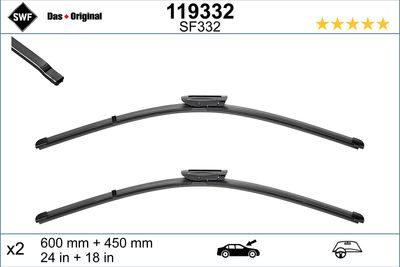 SWF
Das Original
119332
SF332
x2
600 mm + 450 mm
24 in + 18 in